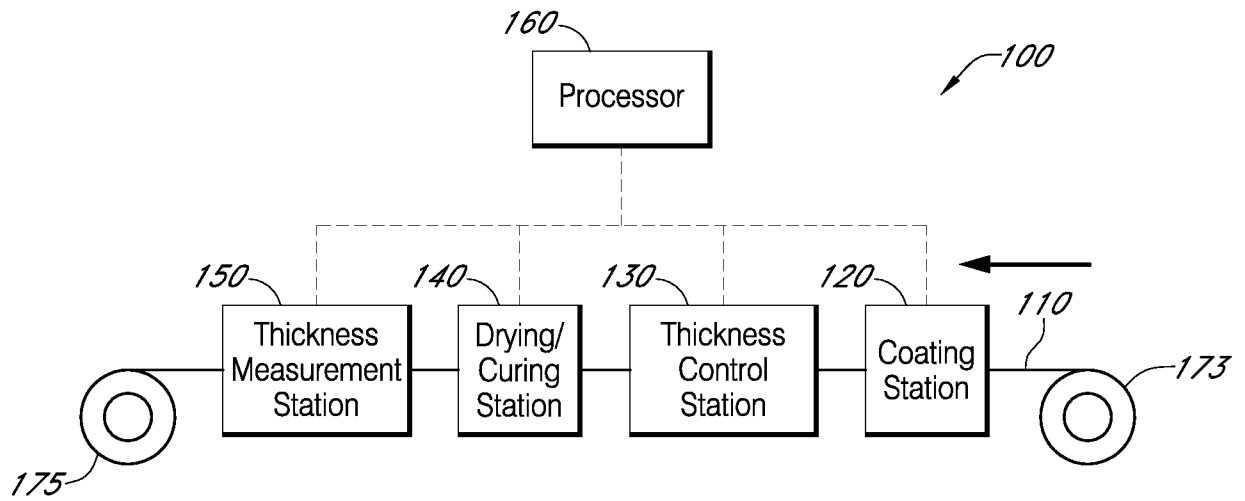 160
Processor
100
150
140
130
120
110
Thickness
Measurement
Station
Drying/
Curing
Station
Thickness
Control
Station
Coating
Station
173
175